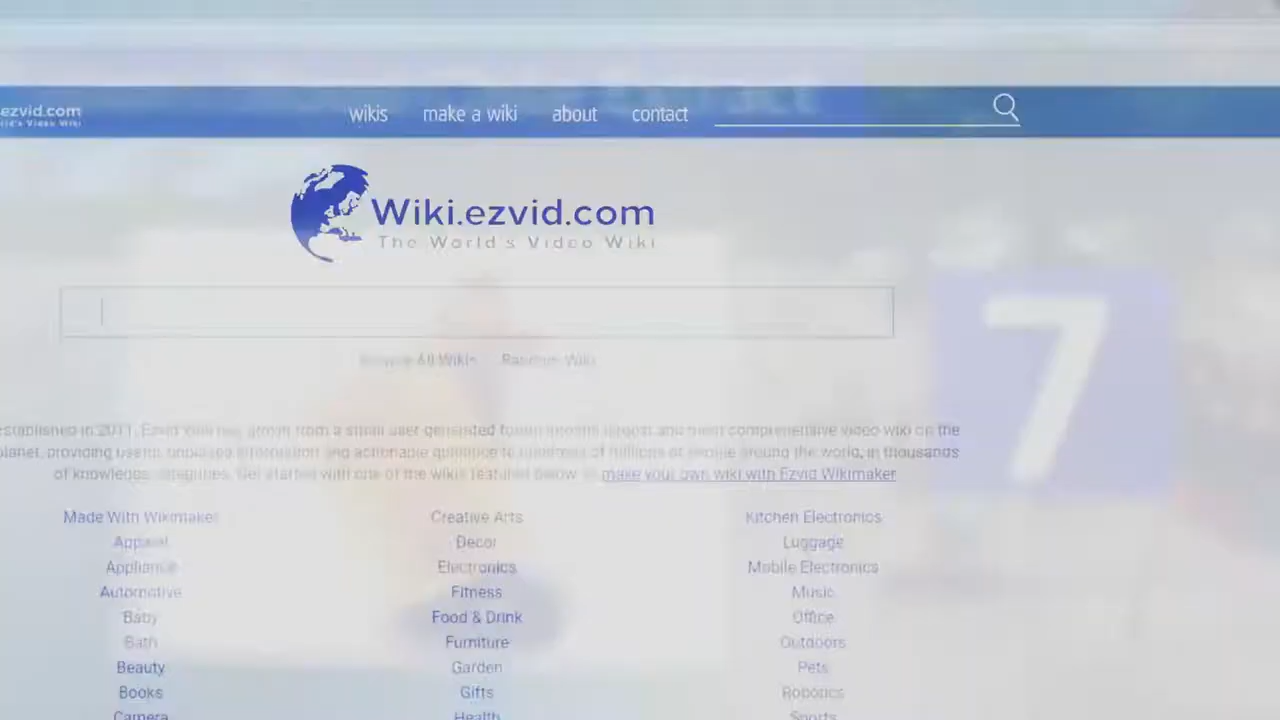 ezvid.com
wikis make a wiki about contact
Wiki.ezvid.com
The World's Video Wiki
Browse All Wikis Random Wiki
7
Established in 2011, Ezvid Wiki has grown from a small user generated forum into the largest and most comprehensive video wiki on the
planet, providing useful, unbiased information and actionable guidance to hundreds of millions of people around the world, in thousands
of knowledge categories. Get started with one of the wikis featured below, or make your own wiki with Ezvid Wikimaker
Made With Wikimaker Creative Arts Kitchen Electronics
Apparel Decor Luggage
Appliance Electronics Mobile Electronics
Automotive Fitness Music
Baby Food & Drink Office
Bath Furniture Outdoors
Beauty Garden Pets
Books Gifts Robotics
Camera Health Sports